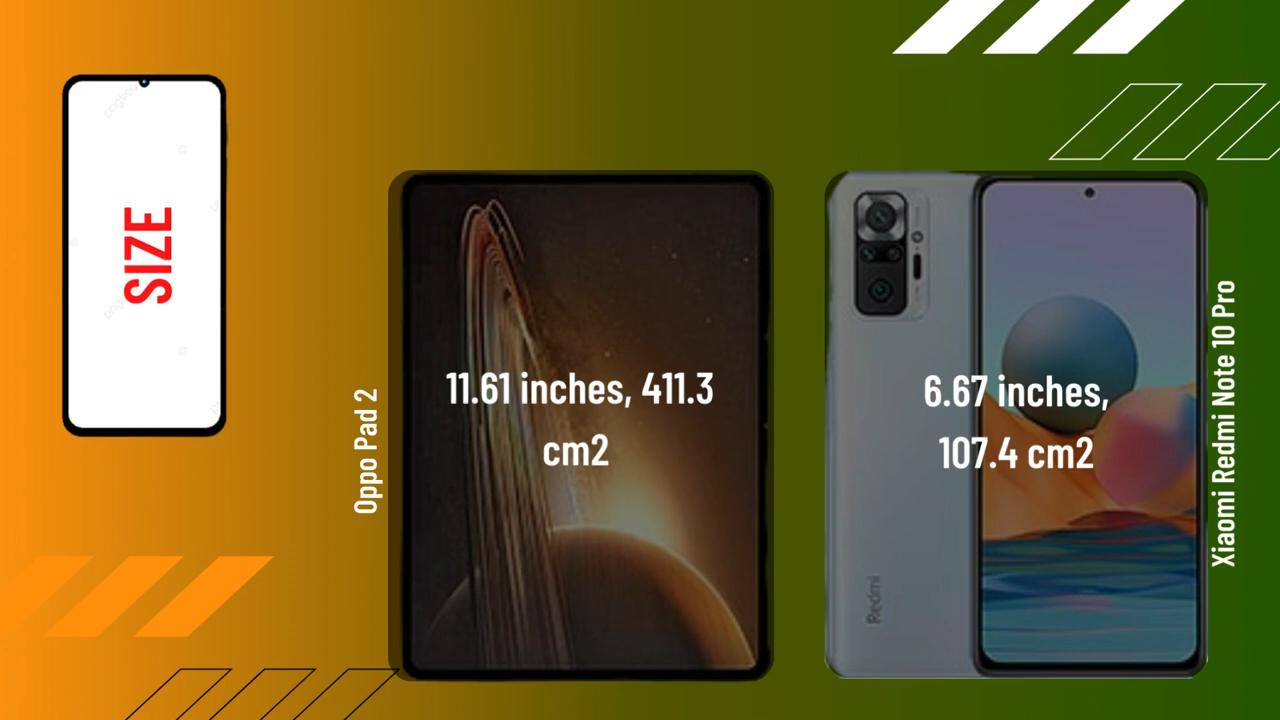 SIZE
Oppo Pad 2
11.61 inches, 411.3
cm2
6.67 inches,
107.4 cm2
Xiaomi Redmi Note 10 Pro
Redmi